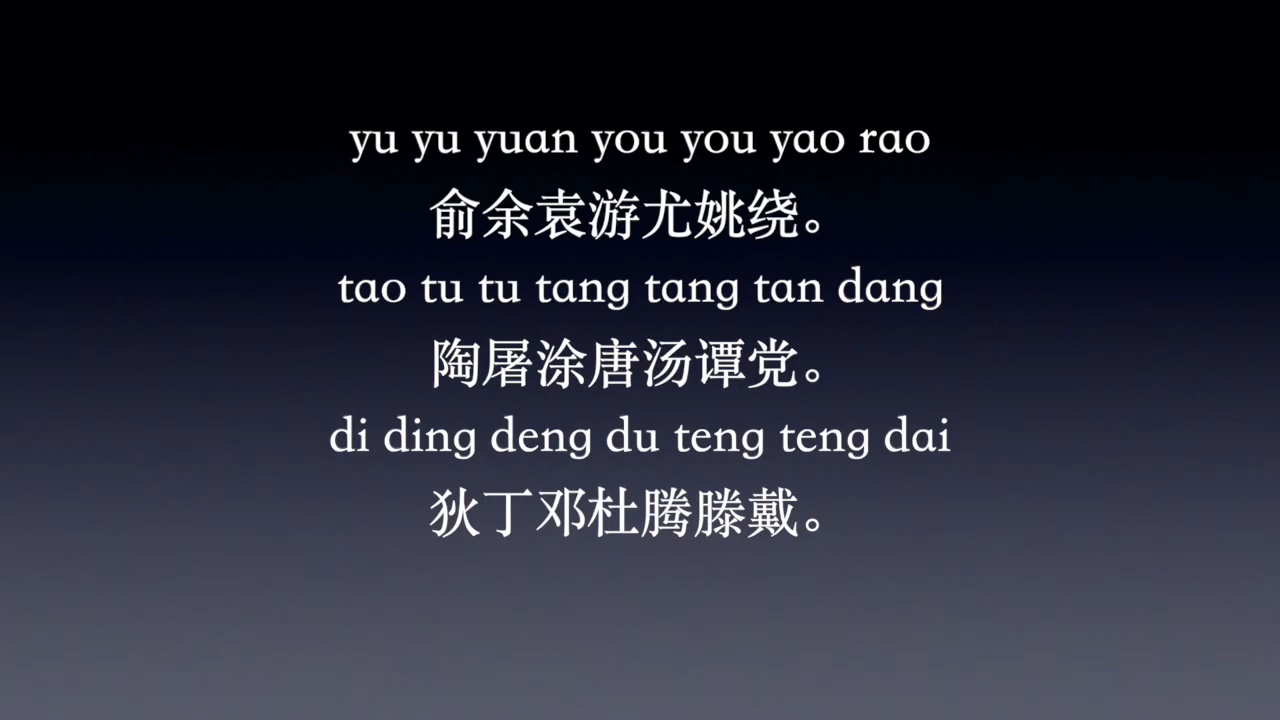 yu yu yuan you you yao rao
俞余袁游尤姚绕。
tao tu tu tang tang tan dang
陶屠涂唐汤谭党。
di ding deng du teng teng dai
狄丁邓杜腾滕戴。